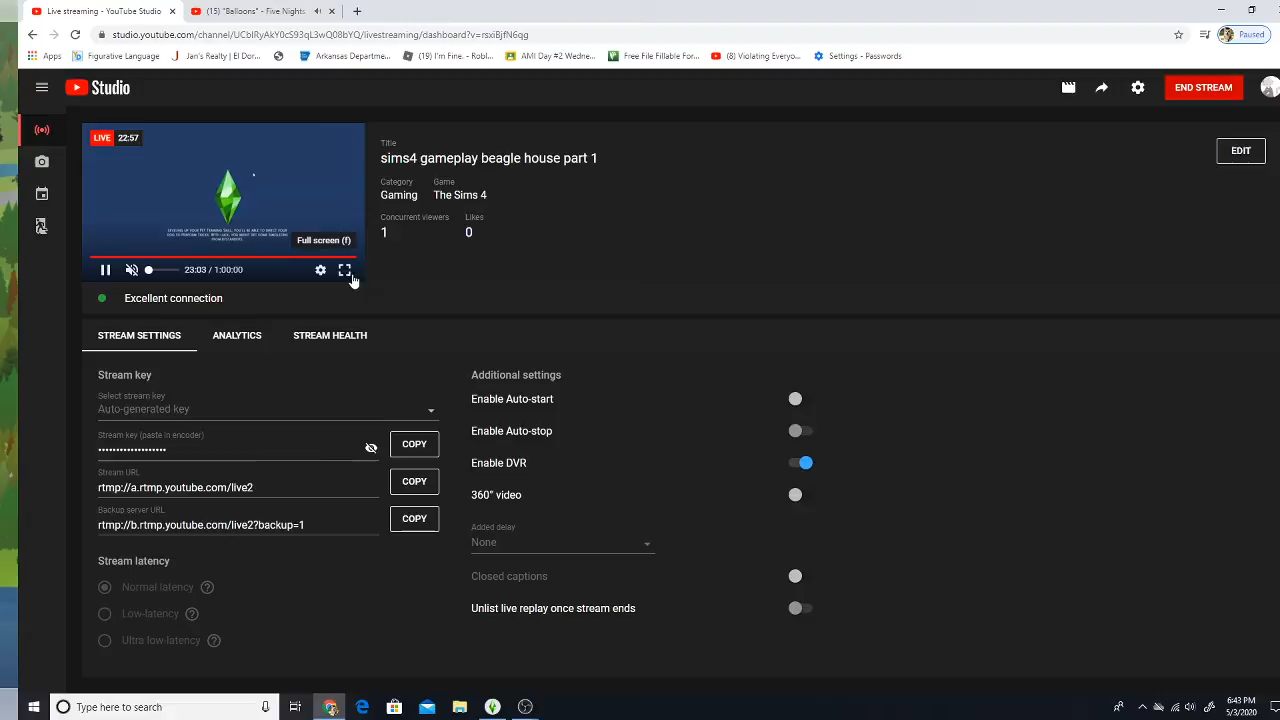 Live streaming - YouTube Studio
(15) "Balloons" - Five Nights
studio.youtube.com/channel/UCbIRyAkY0cS93qL3wQ08bYQ/livestreaming/dashboard?v=rsxiBjfN6qg
Paused
Apps
Figurative Language
Jan's Realty | El Dor...
Arkansas Departme...
(19) I'm Fine. - Robl...
AMI Day #2 Wedne...
Free File Fillable For...
(8) Violating Everyon...
Settings - Passwords
Studio
END STREAM
LIVE 22:57
Full screen (f)
23:03 / 1:00:00
Title
sims4 gameplay beagle house part 1
EDIT
Category Game
Gaming The Sims 4
Concurrent viewers Likes
1 0
Excellent connection
STREAM SETTINGS ANALYTICS STREAM HEALTH
Stream key
Select stream key
Auto-generated key
Stream key (paste in encoder)
••••••••••••••••••• COPY
Stream URL
rtmp://a.rtmp.youtube.com/live2 COPY
Backup server URL
rtmp://b.rtmp.youtube.com/live2?backup=1 COPY
Stream latency
Normal latency
Low-latency
Ultra low-latency
Additional settings
Enable Auto-start
Enable Auto-stop
Enable DVR
360° video
Added delay
None
Closed captions
Unlist live replay once stream ends
Type here to search
6:43 PM
5/3/2020